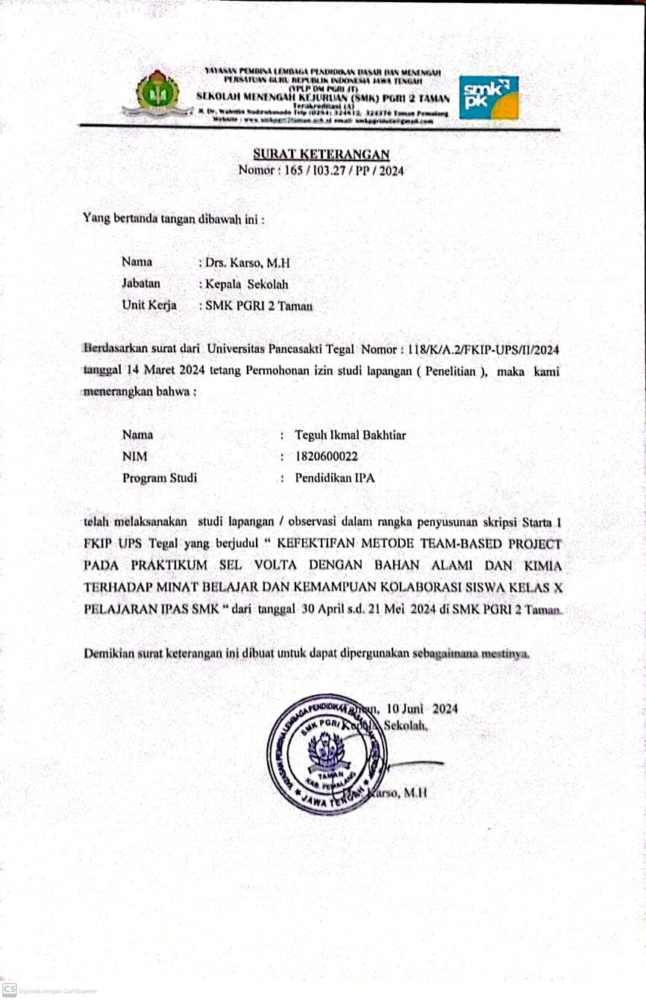 YAYASAN PEMBINA LEMBAGA PENDIDIKAN DASAR DAN MENENGAH
PERSATUAN GURU REPUBLIK INDONESIA JAWA TENGAH
(YPLP DM PGRI JT)
SEKOLAH MENENGAH KEJURUAN (SMK) PGRI 2 TAMAN
Terakreditasi (A)
Jl. Dr. Wahidin Sudirohusodo Telp (0284) 324612, 324376 Taman Pemalang
Website : www.smkpgri2taman.sch.id email:
smk
pk
SURAT KETERANGAN
Nomor : 165 / 103.27 / PP / 2024
Yang bertanda tangan dibawah ini :
Nama : Drs. Karso, M.H
Jabatan : Kepala Sekolah
Unit Kerja : SMK PGRI 2 Taman
Berdasarkan surat dari Universitas Pancasakti Tegal Nomor : 118/K/A.2/FKIP-UPS/II/2024
tanggal 14 Maret 2024 tetang Permohonan izin studi lapangan ( Penelitian ), maka kami
menerangkan bahwa :
Nama : Teguh Ikmal Bakhtiar
NIM : 1820600022
Program Studi : Pendidikan IPA
telah melaksanakan studi lapangan / observasi dalam rangka penyusunan skripsi Starta I
FKIP UPS Tegal yang berjudul “ KEFEKTIFAN METODE TEAM-BASED PROJECT
PADA PRAKTIKUM SEL VOLTA DENGAN BAHAN ALAMI DAN KIMIA
TERHADAP MINAT BELAJAR DAN KEMAMPUAN KOLABORASI SISWA KELAS X
PELAJARAN IPAS SMK “ dari tanggal 30 April s.d. 21 Mei 2024 di SMK PGRI 2 Taman.
Demikian surat keterangan ini dibuat untuk dapat dipergunakan sebagaimana mestinya.
Taman, 10 Juni 2024
Kepala Sekolah,
YAYASAN PEMBINA LEMBAGA PENDIDIKAN DASAR DAN MENENGAH
SMK PGRI
TAMAN
KAB. PEMALANG
★ JAWA TENGAH ★
Karso, M.H
CS Dipindai dengan CamScanner